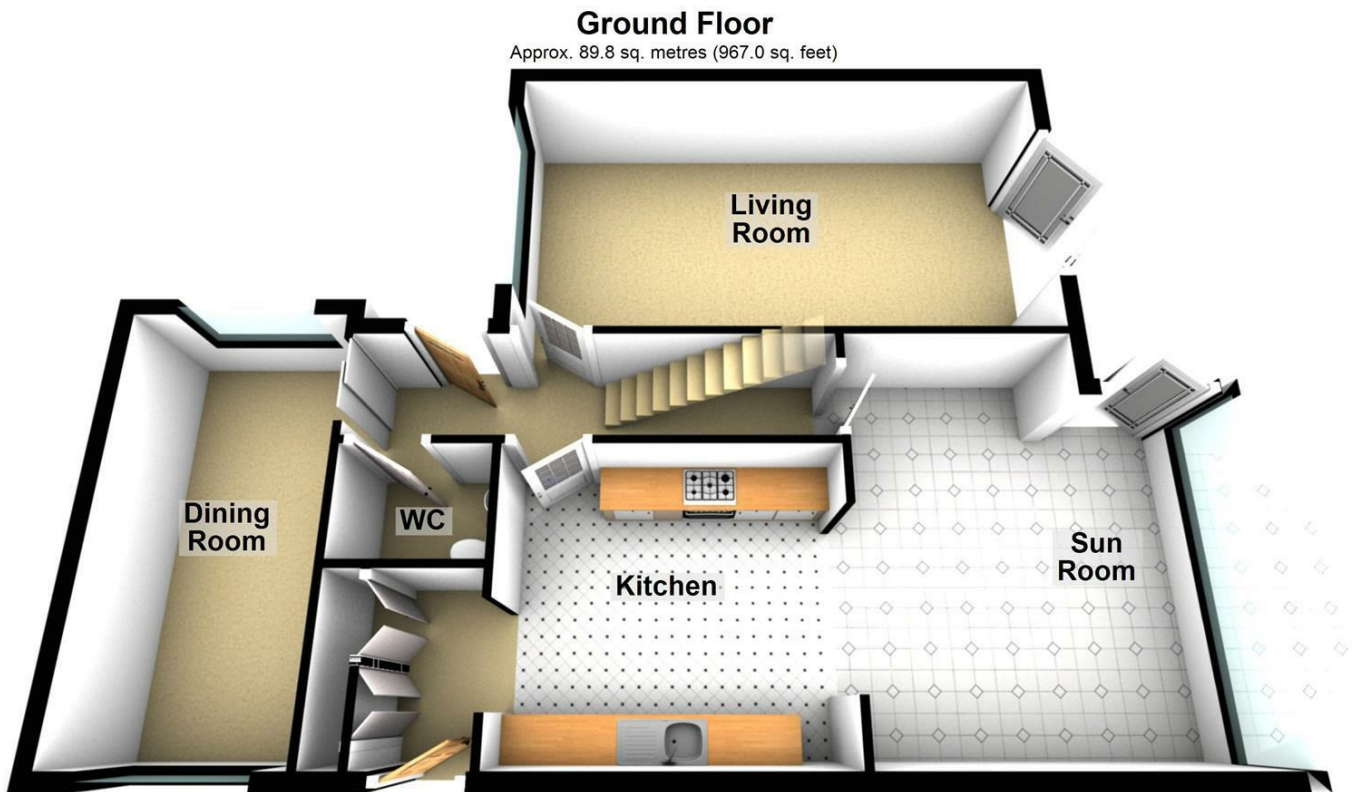 Ground Floor
Approx. 89.8 sq. metres (967.0 sq. feet)
Living
Room
Dining
Room
WC
Kitchen
Sun
Room